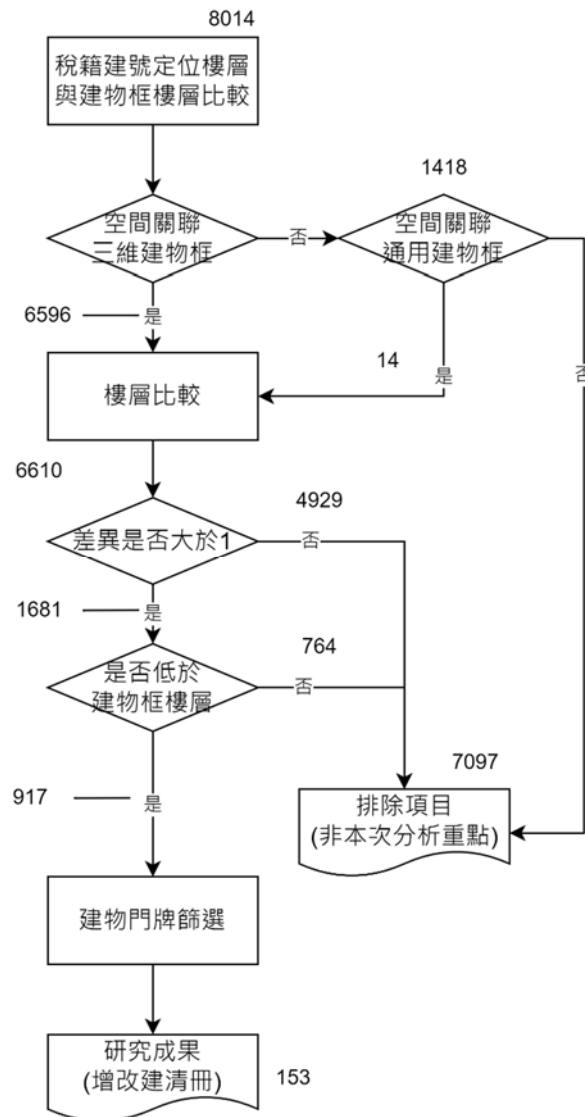 8014
稅籍建號定位樓層
與建物框樓層比較
1418
空間關聯
三維建物框
否
空間關聯
通用建物框
6596
是
14
是
否
樓層比較
6610
4929
差異是否大於1
否
1681
是
764
是否低於
建物框樓層
否
917
是
7097
排除項目
(非本次分析重點)
建物門牌篩選
研究成果
(增改建清冊)
153